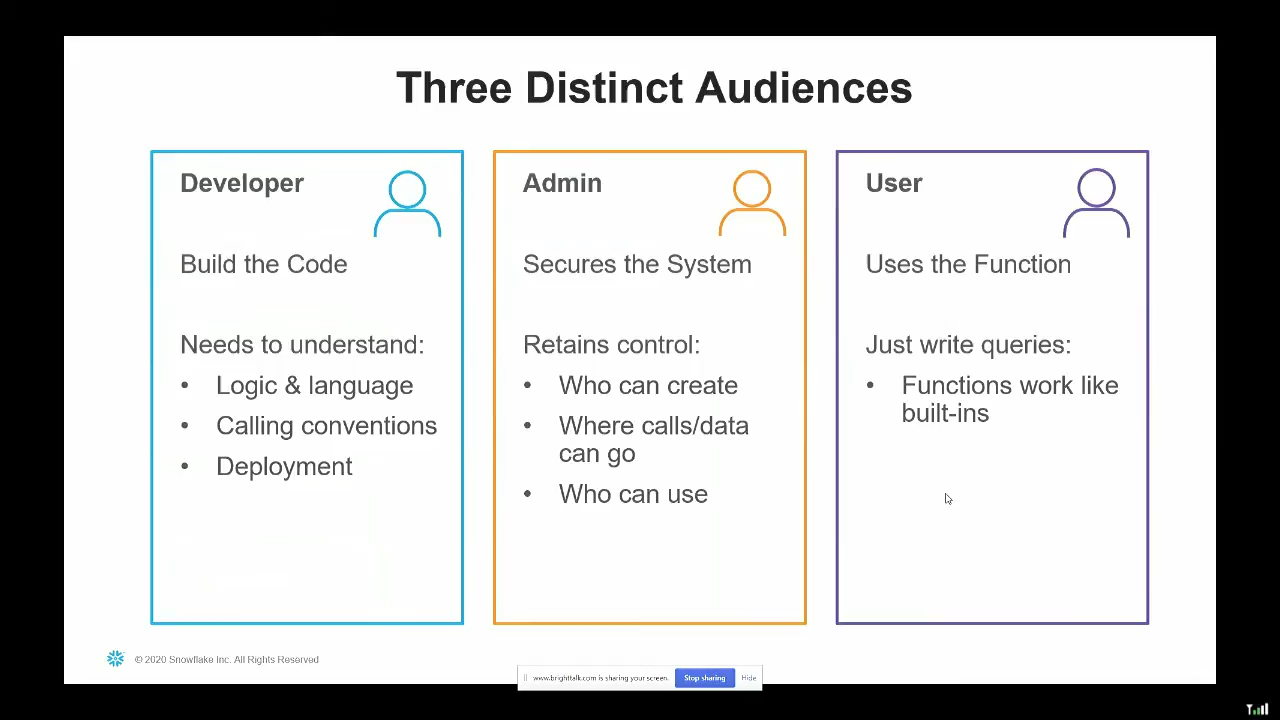 Three Distinct Audiences
Developer
Build the Code
Needs to understand:
• Logic & language
• Calling conventions
• Deployment
Admin
Secures the System
Retains control:
• Who can create
• Where calls/data
can go
• Who can use
User
Uses the Function
Just write queries:
• Functions work like
built-ins
© 2020 Snowflake Inc. All Rights Reserved
www.brighttalk.com is sharing your screen.
Stop sharing
Hide